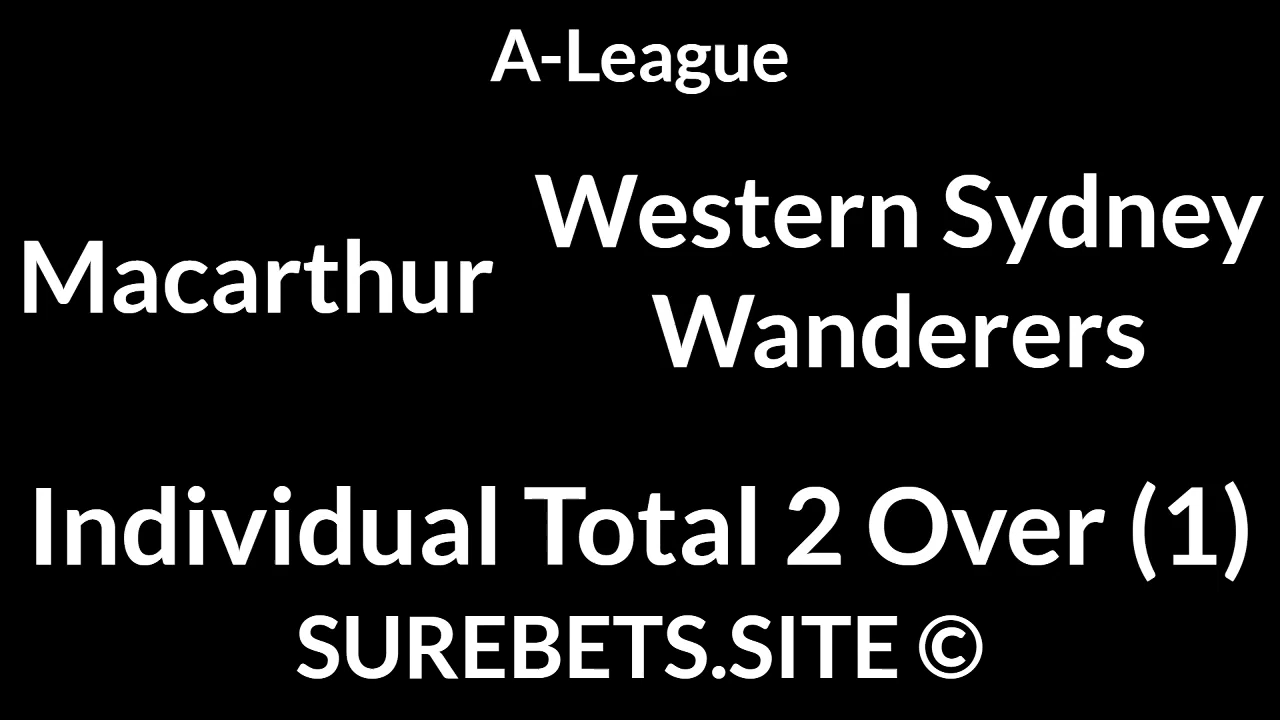 A-League
Macarthur
Western Sydney
Wanderers
Individual Total 2 Over (1)
SUREBETS.SITE ©